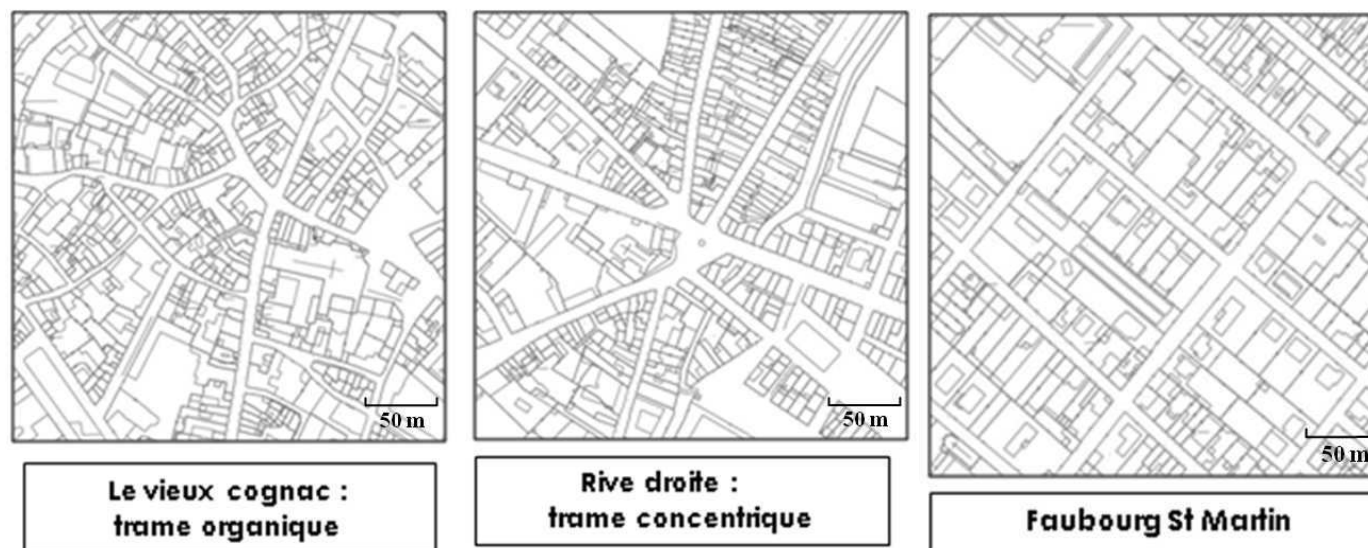 50 m
50 m
50 m
Le vieux cognac :
trame organique
Rive droite :
trame concentrique
Faubourg St Martin